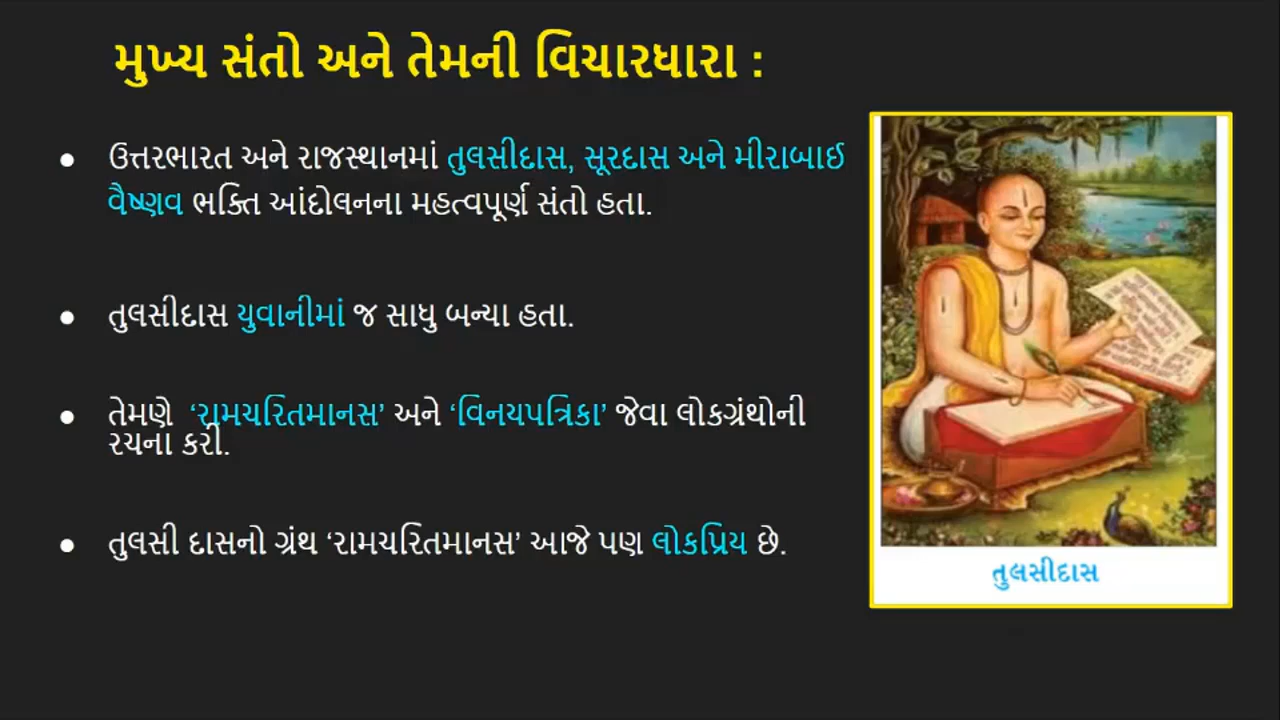 મુખ્ય સંતો અને તેમની વિચારધારા :
● ઉત્તરભારત અને રાજસ્થાનમાં તુલસીદાસ, સૂરદાસ અને મીરાબાઈ
વૈષ્ણવ ભક્તિ આંદોલનના મહત્વપૂર્ણ સંતો હતા.
● તુલસીદાસ યુવાનીમાં જ સાધુ બન્યા હતા.
● તેમણે ‘રામચરિતમાનસ’ અને ‘વિનયપત્રિકા’ જેવા લોકગ્રંથોની
રચના કરી.
● તુલસી દાસનો ગ્રંથ ‘રામચરિતમાનસ’ આજે પણ લોકપ્રિય છે.
તુલસીદાસ